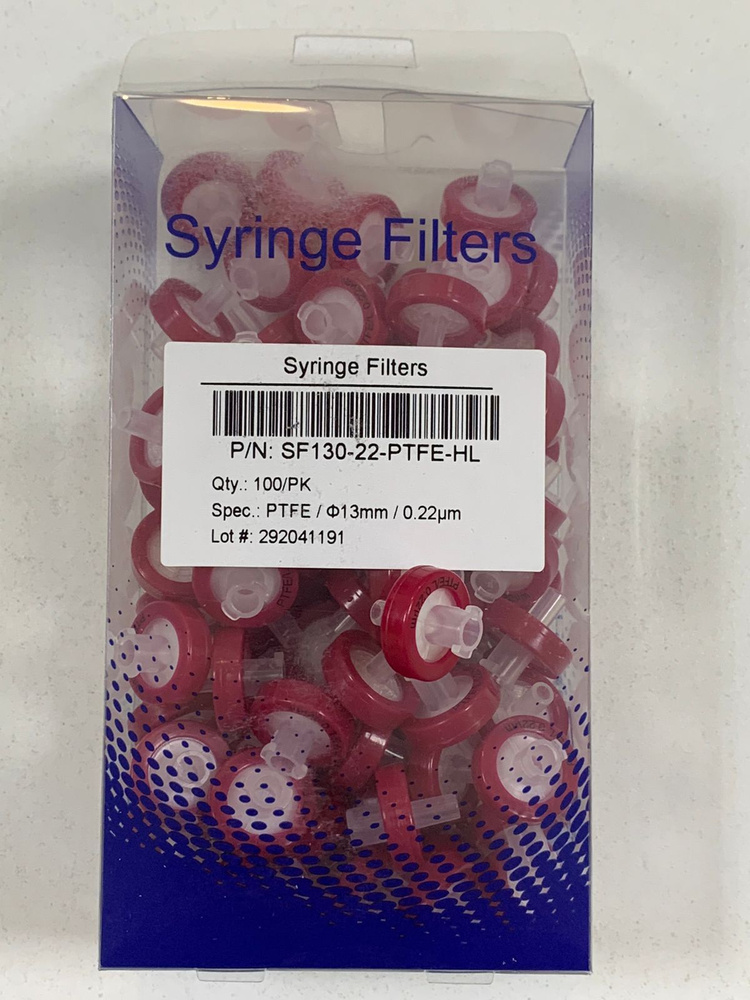 Syringe Filters
Syringe Filters
P/N: SF130-22-PTFE-HL
Qty.: 100/PK
Spec.: PTFE / Φ13mm / 0.22μm
Lot #: 292041191